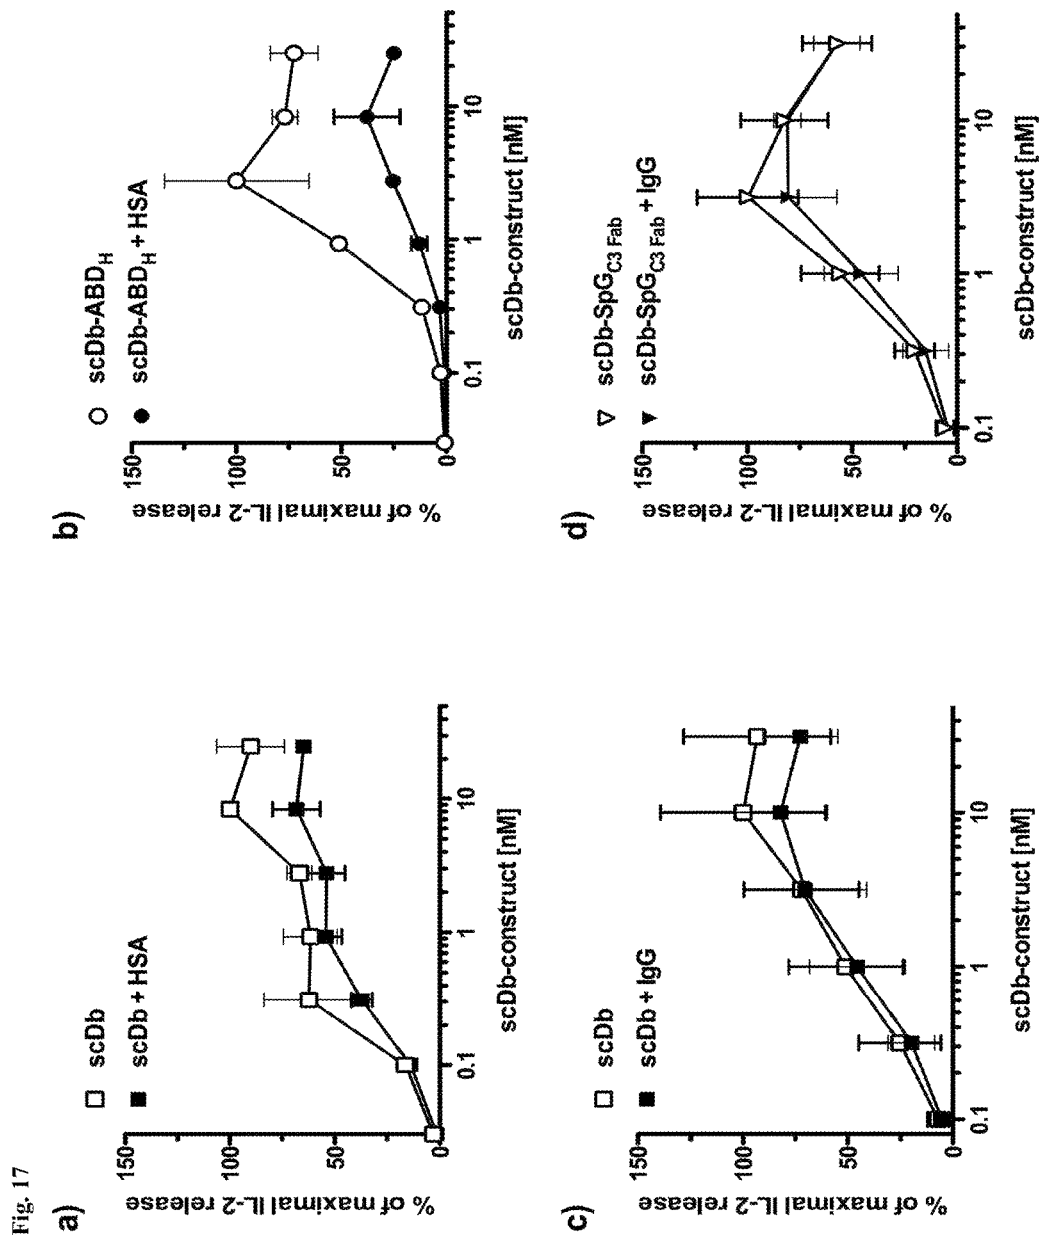 Fig. 17
a)
scDb
scDb + HSA
150
100
50
0
% of maximal IL-2 release
0.1
1
10
scDb-construct [nM]
b)
scDb-ABDH
scDb-ABDH + HSA
150
100
50
0
% of maximal IL-2 release
0.1
1
10
scDb-construct [nM]
c)
scDb
scDb + IgG
150
100
50
0
% of maximal IL-2 release
0.1
1
10
scDb-construct [nM]
d)
scDb-SpGC3 Fab
scDb-SpGC3 Fab + IgG
150
100
50
0
% of maximal IL-2 release
0.1
1
10
scDb-construct [nM]